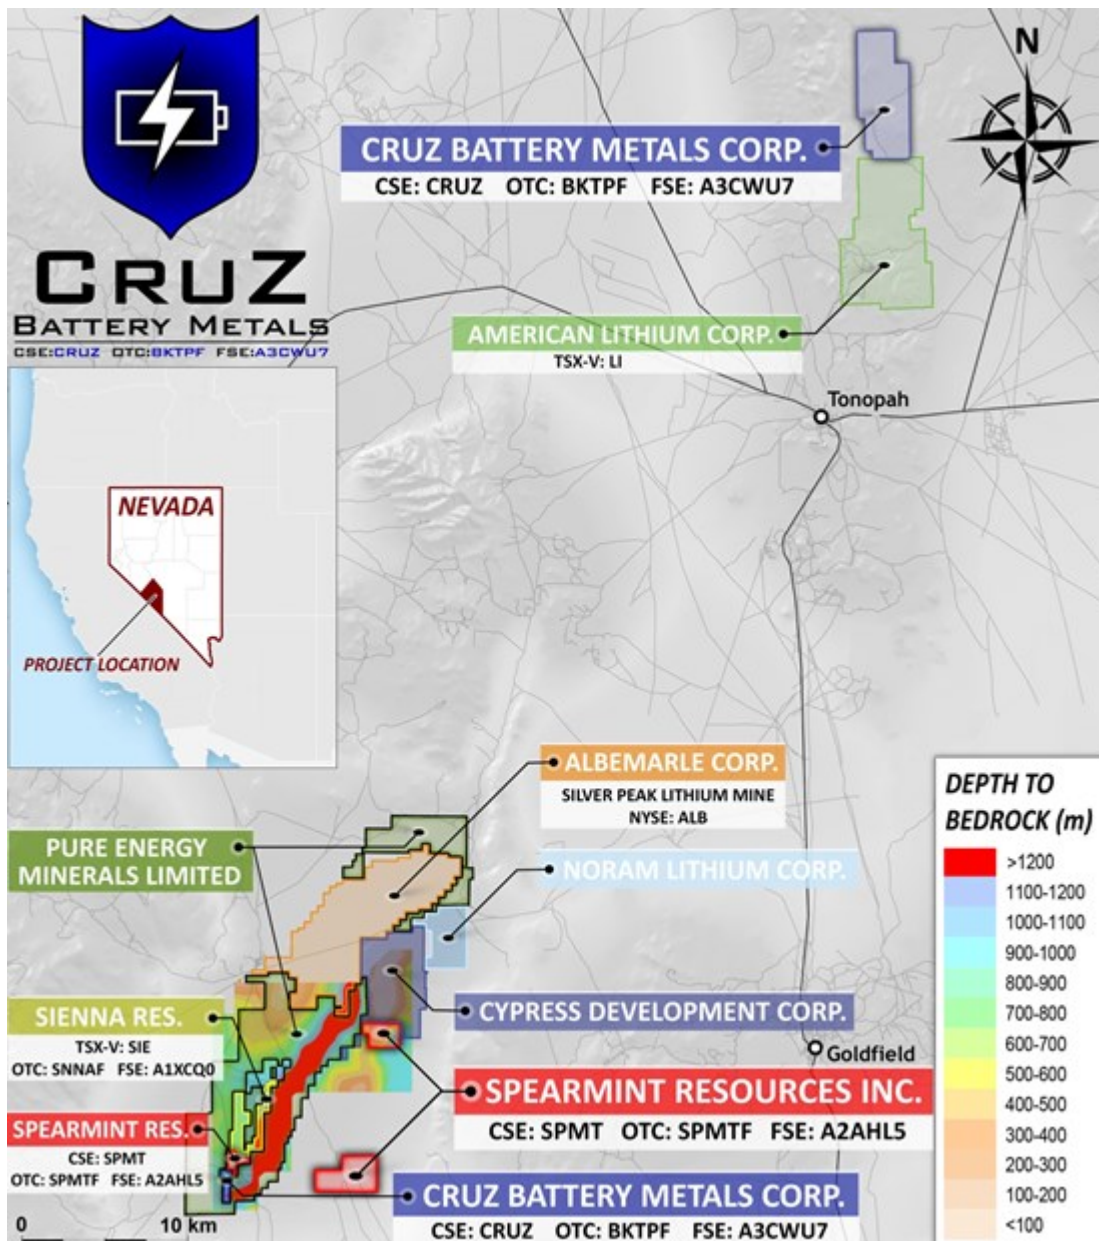 N
CRUZ BATTERY METALS CORP.
CSE: CRUZ OTC: BKTPF FSE: A3CWU7
CRUZ
BATTERY METALS
CSE:CRUZ OTC:BKTPF FSE:A3CWU7
AMERICAN LITHIUM CORP.
TSX-V: LI
Tonopah
NEVADA
PROJECT LOCATION
ALBEMARLE CORP.
SILVER PEAK LITHIUM MINE
NYSE: ALB
PURE ENERGY
MINERALS LIMITED
NORAM LITHIUM CORP.
SIENNA RES.
TSX-V: SIE
OTC: SNNAF FSE: A1XCQ0
CYPRESS DEVELOPMENT CORP.
Goldfield
SPEARMINT RESOURCES INC.
CSE: SPMT OTC: SPMTF FSE: A2AHL5
SPEARMINT RES.
CSE: SPMT
OTC: SPMTF FSE: A2AHL5
CRUZ BATTERY METALS CORP.
CSE: CRUZ OTC: BKTPF FSE: A3CWU7
0 10 km
DEPTH TO
BEDROCK (m)
>1200
1100-1200
1000-1100
900-1000
800-900
700-800
600-700
500-600
400-500
300-400
200-300
100-200
<100